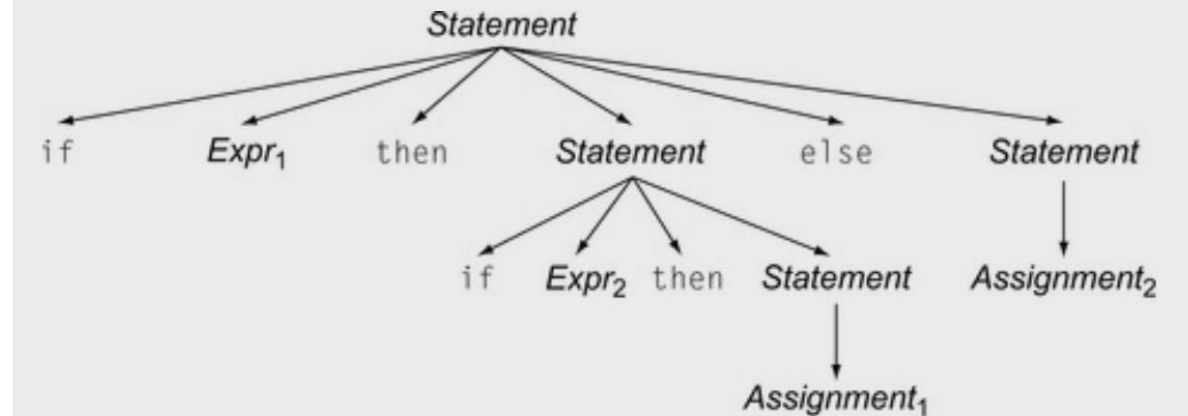 Statement
if Expr₁ then Statement else Statement
if Expr₂ then Statement Assignment₂
Assignment₁